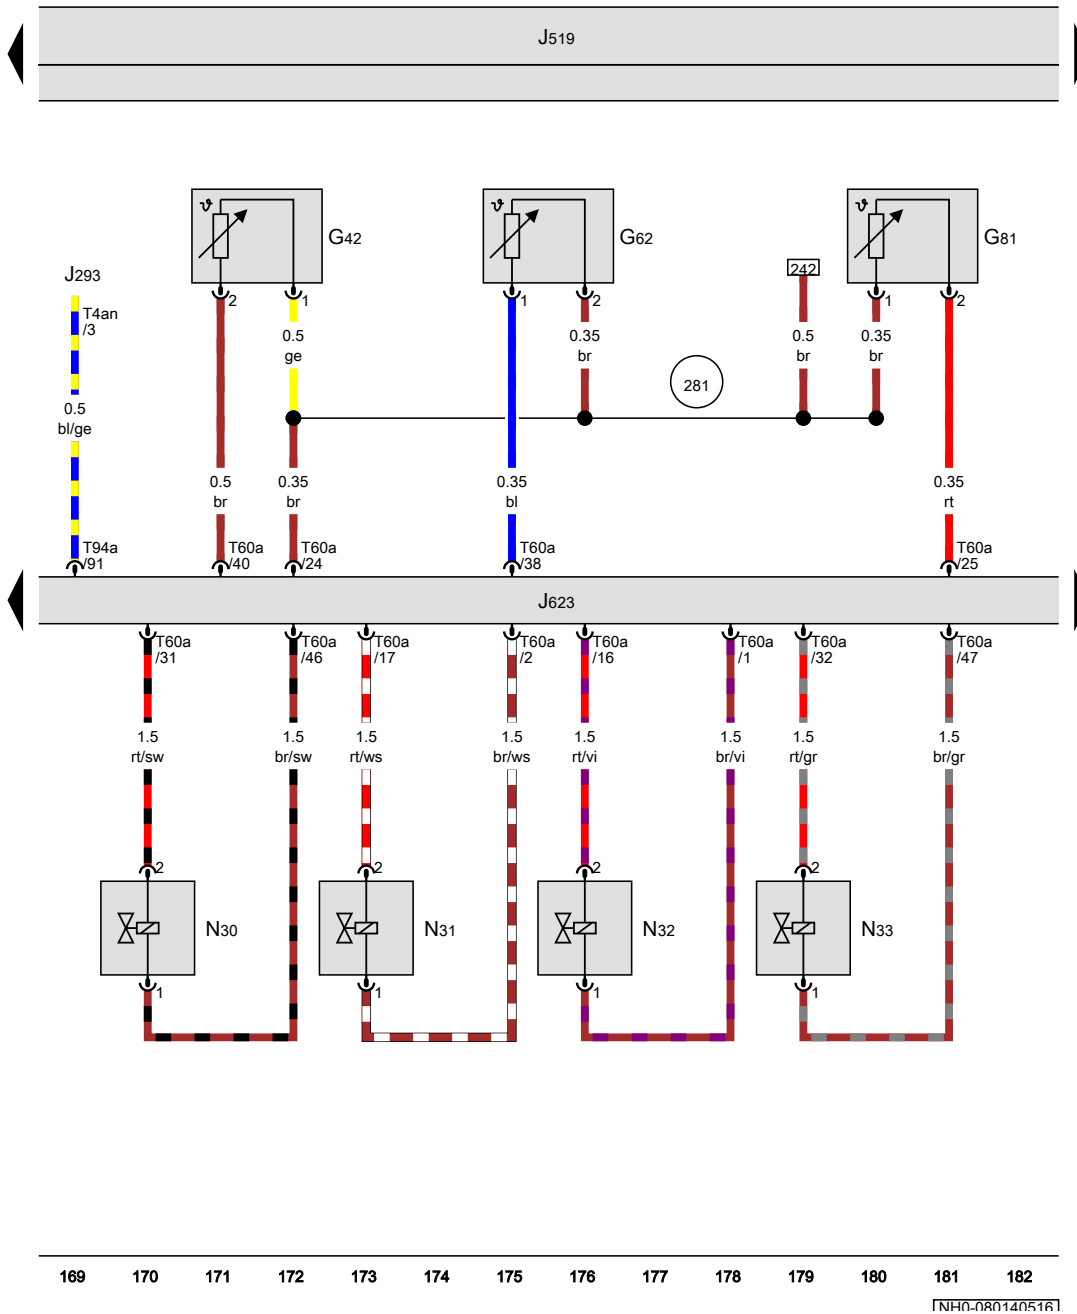 J519
G42
G62
G81
J293
242
T4an
/3
2
1
1
2
1
2
0.5
ge
0.35
br
0.5
br
0.35
br
281
0.5
bl/ge
0.5
br
0.35
br
0.35
bl
0.35
rt
T94a
/91
T60a
/40
T60a
/24
T60a
/38
T60a
/25
J623
T60a
/31
T60a
/46
T60a
/17
T60a
/2
T60a
/16
T60a
/1
T60a
/32
T60a
/47
1.5
rt/sw
1.5
br/sw
1.5
rt/ws
1.5
br/ws
1.5
rt/vi
1.5
br/vi
1.5
rt/gr
1.5
br/gr
2
2
2
2
N30
N31
N32
N33
1
1
1
1
169 170 171 172 173 174 175 176 177 178 179 180 181 182
NH0-080140516